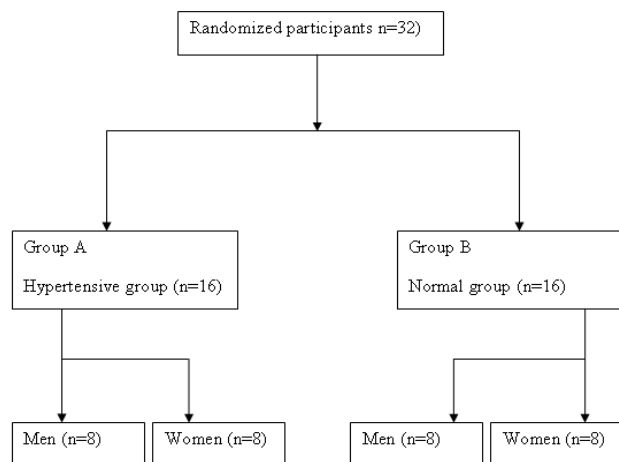 Randomized participants n=32)
Group A
Hypertensive group (n=16)
Group B
Normal group (n=16)
Men (n=8)
Women (n=8)
Men (n=8)
Women (n=8)